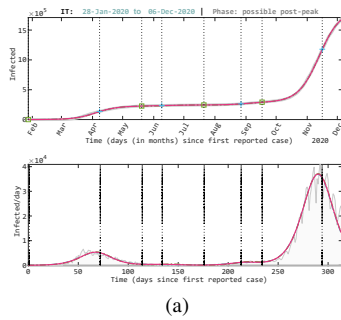 IT: 28-Jan-2020 to 06-Dec-2020 | Phase: possible post-peak
×10⁵
15
10
5
0
Infected
Feb Mar Apr May Jun Jul Aug Sep Oct Nov Dec
Time (days (in months) since first reported case) 2020
×10⁴
4
3
2
1
0
Infected/day
0 50 100 150 200 250 300
Time (days since first reported case)
(a)